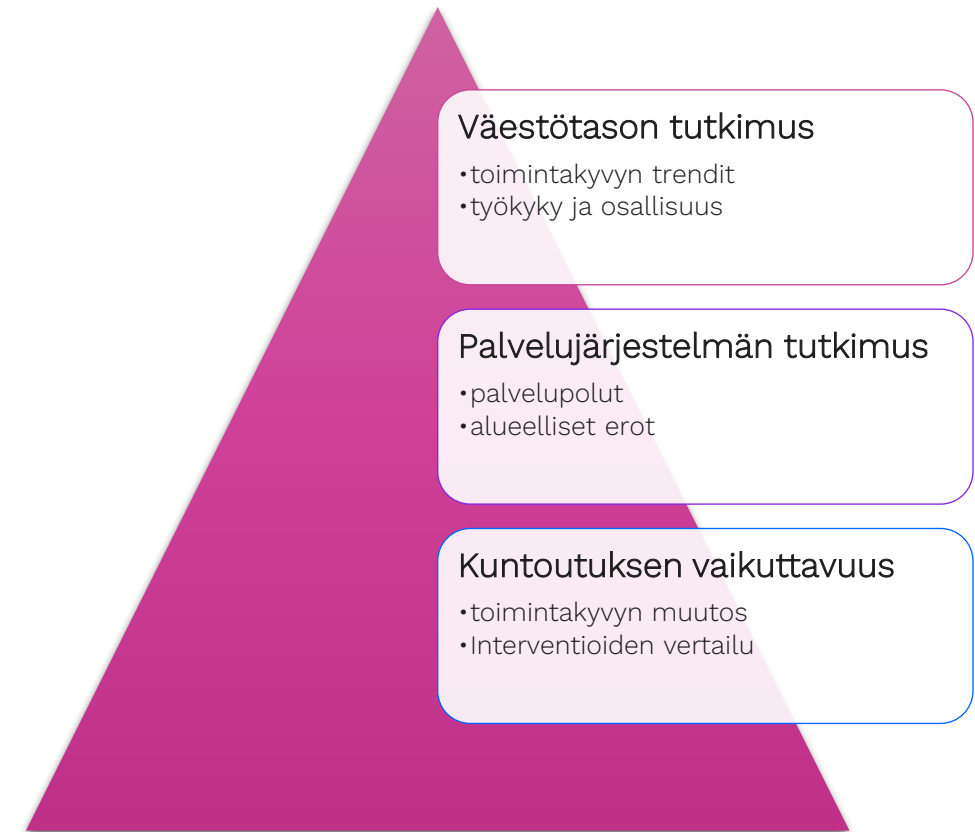 Väestötason tutkimus
•toimintakyvyn trendit
•työkyky ja osallisuus
Palvelujärjestelmän tutkimus
•palvelupolut
•alueelliset erot
Kuntoutuksen vaikuttavuus
•toimintakyvyn muutos
•Interventioiden vertailu